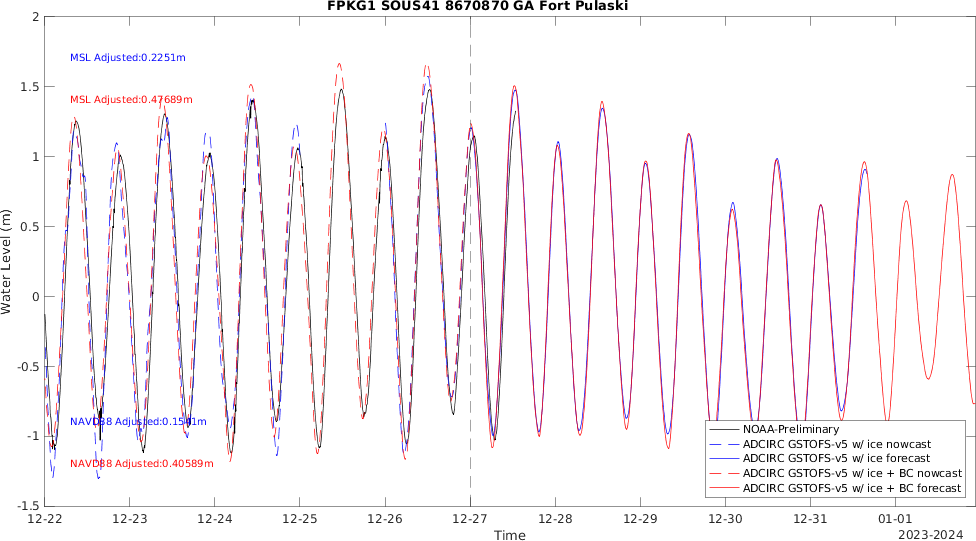 FPKG1 SOUS41 8670870 GA Fort Pulaski
2
1.5
1
0.5
0
-0.5
-1
-1.5
Water Level (m)
MSL Adjusted:0.2251m
MSL Adjusted:0.47689m
NAVD88 Adjusted:0.1541m
NAVD88 Adjusted:0.40589m
NOAA-Preliminary
ADCIRC GSTOFS-v5 w/ ice nowcast
ADCIRC GSTOFS-v5 w/ ice forecast
ADCIRC GSTOFS-v5 w/ ice + BC nowcast
ADCIRC GSTOFS-v5 w/ ice + BC forecast
12-22 12-23 12-24 12-25 12-26 12-27 12-28 12-29 12-30 12-31 01-01
Time
2023-2024